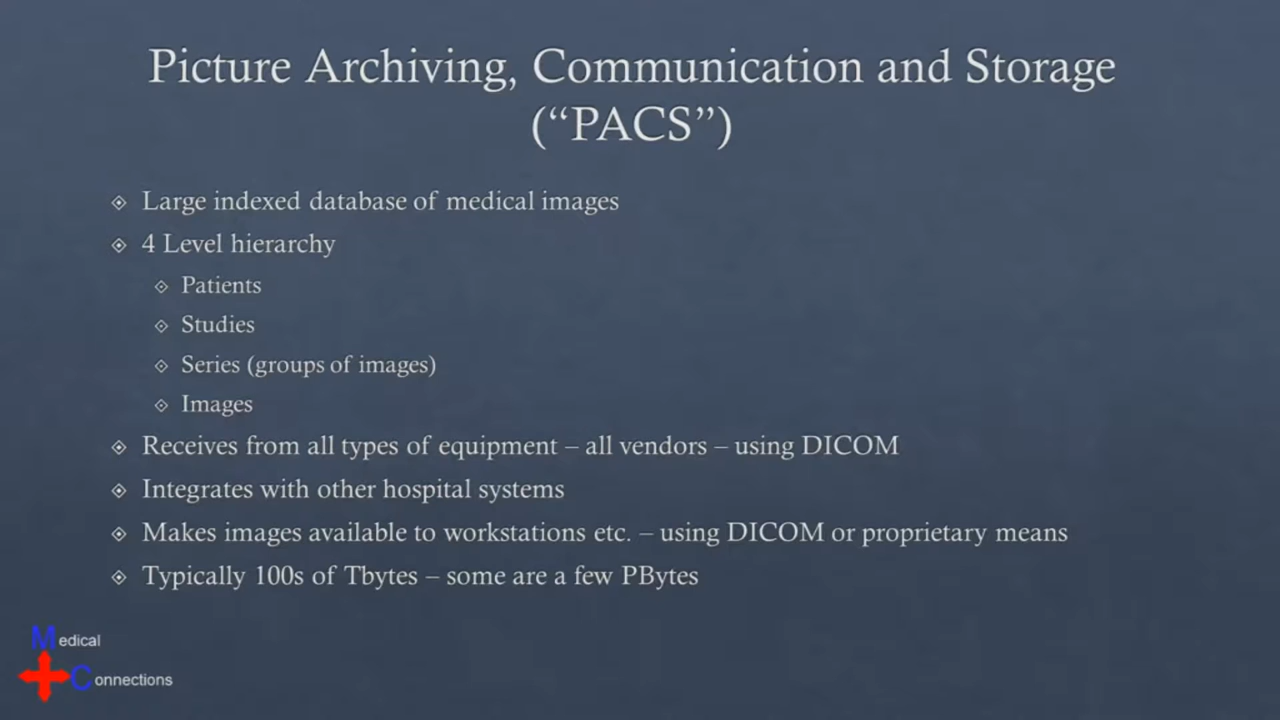 Picture Archiving, Communication and Storage
(“PACS”)
Large indexed database of medical images
4 Level hierarchy
Patients
Studies
Series (groups of images)
Images
Receives from all types of equipment – all vendors – using DICOM
Integrates with other hospital systems
Makes images available to workstations etc. – using DICOM or proprietary means
Typically 100s of Tbytes – some are a few PBytes
Medical
Connections